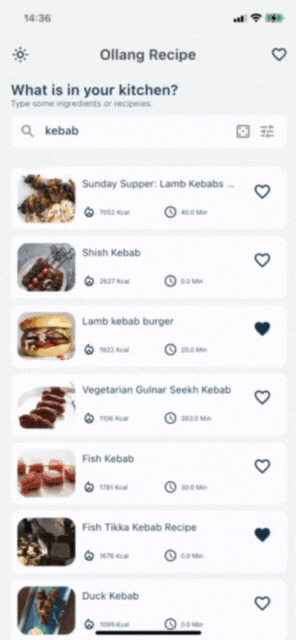 14:36
Ollang Recipe
What is in your kitchen?
Type some ingredients or recipeies.
kebab
Sunday Supper: Lamb Kebabs ...
7052 Kcal 40.0 Min
Shish Kebab
2627 Kcal 0.0 Min
Lamb kebab burger
1922 Kcal 20.0 Min
Vegetarian Gulnar Seekh Kebab
1106 Kcal 303.0 Min
Fish Kebab
1761 Kcal 30.0 Min
Fish Tikka Kebab Recipe
1676 Kcal 0.0 Min
Duck Kebab
Kcal 0.0 Min